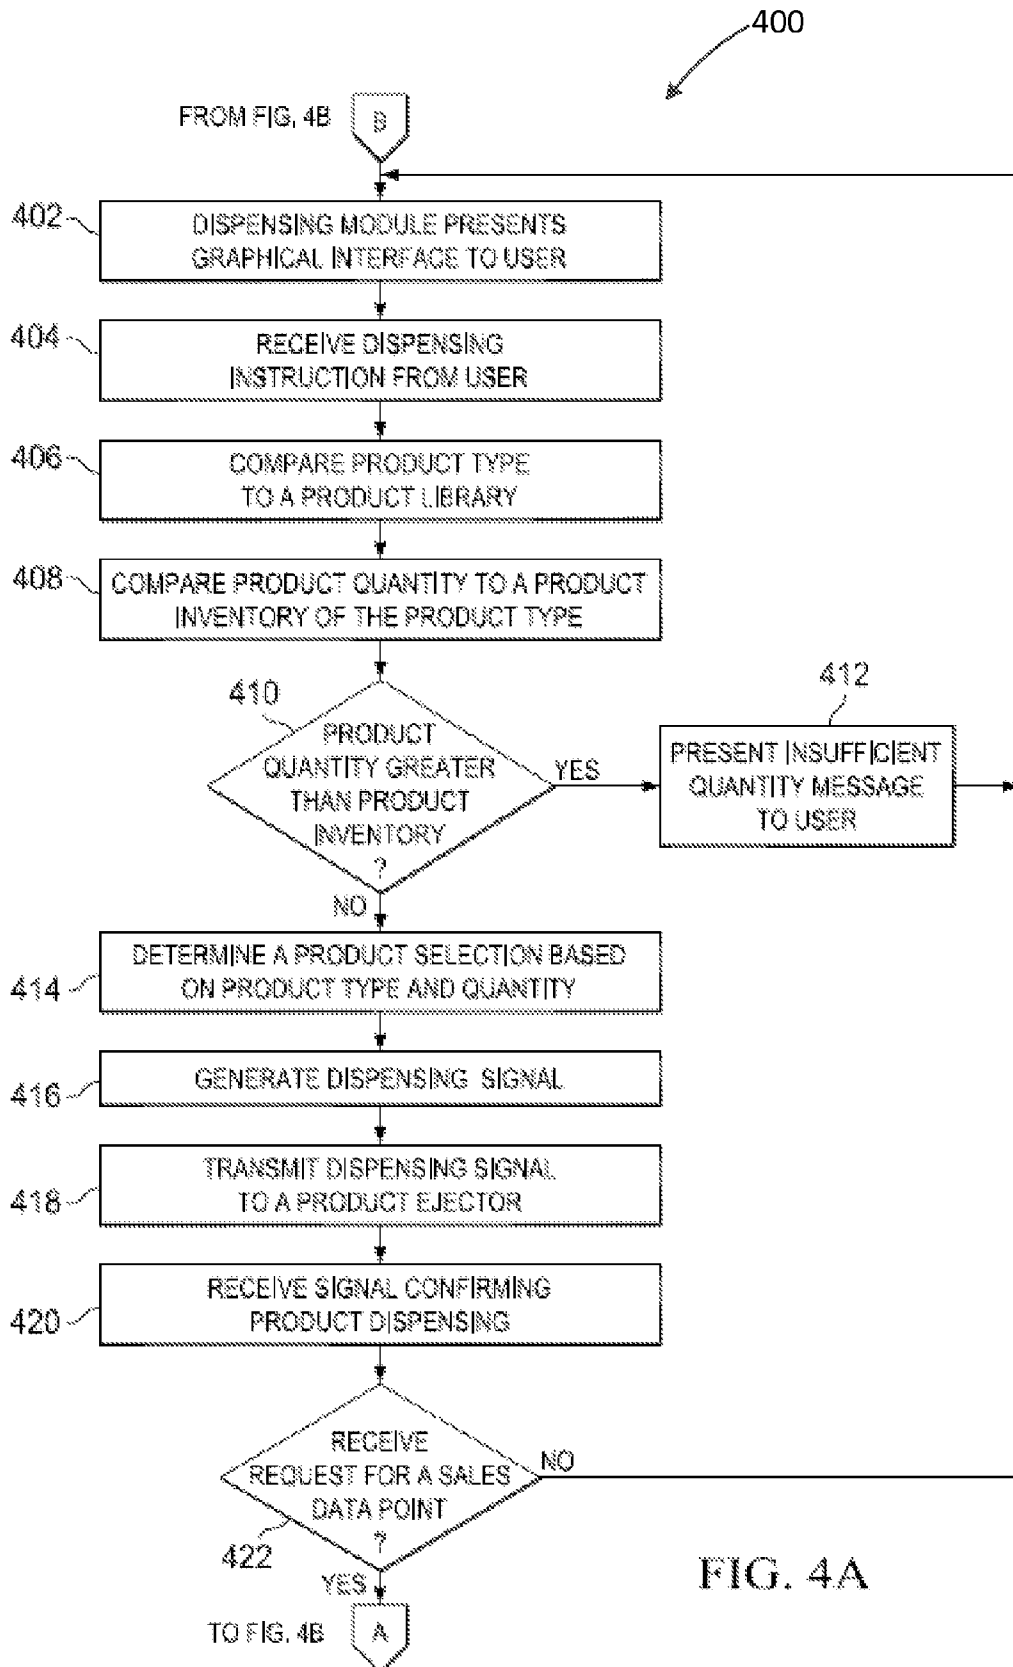 400
FROM FIG. 4B
B
402
DISPENSING MODULE PRESENTS
GRAPHICAL INTERFACE TO USER
404
RECEIVE DISPENSING
INSTRUCTION FROM USER
406
COMPARE PRODUCT TYPE
TO A PRODUCT LIBRARY
408
COMPARE PRODUCT QUANTITY TO A PRODUCT
INVENTORY OF THE PRODUCT TYPE
410
PRODUCT
QUANTITY GREATER
THAN PRODUCT
INVENTORY
?
YES
412
PRESENT INSUFFICIENT
QUANTITY MESSAGE
TO USER
NO
414
DETERMINE A PRODUCT SELECTION BASED
ON PRODUCT TYPE AND QUANTITY
416
GENERATE DISPENSING SIGNAL
418
TRANSMIT DISPENSING SIGNAL
TO A PRODUCT EJECTOR
420
RECEIVE SIGNAL CONFIRMING
PRODUCT DISPENSING
RECEIVE
REQUEST FOR A SALES
DATA POINT
?
NO
422
YES
TO FIG. 4B
A
FIG. 4A